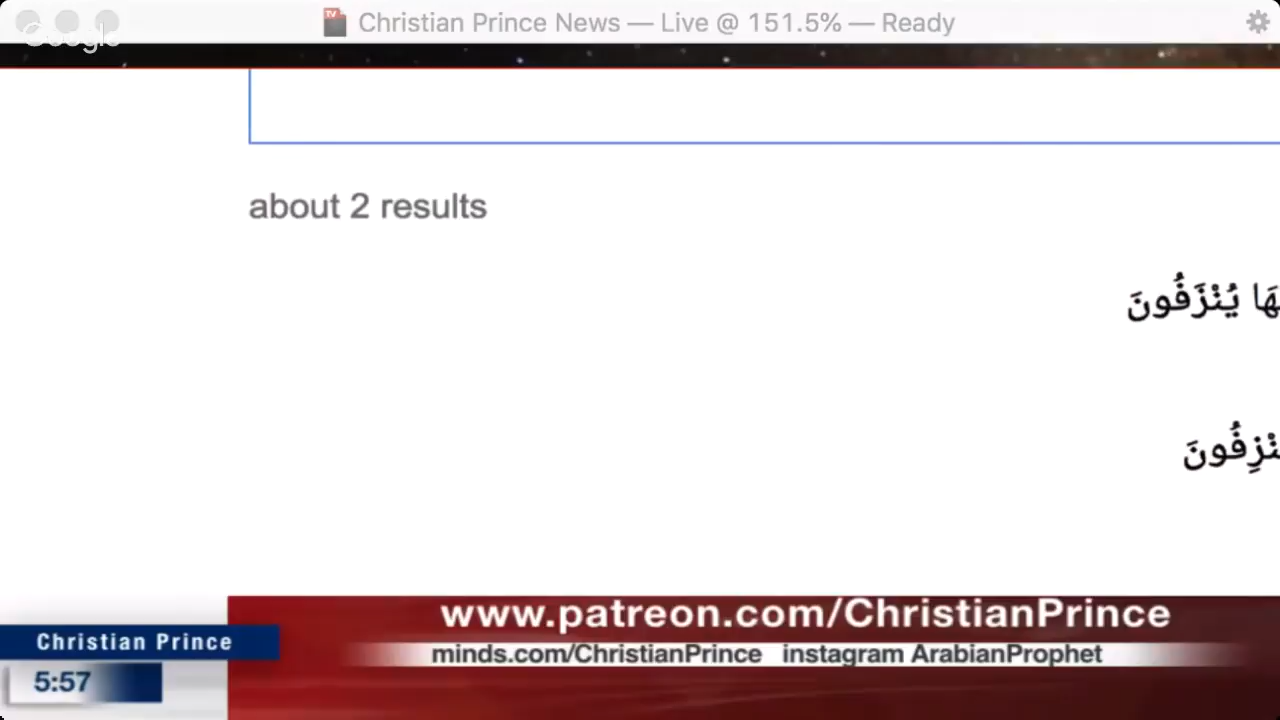 Christian Prince News — Live @ 151.5% — Ready
Google
about 2 results
هَا يُنْزَفُونَ
نْزِفُونَ
www.patreon.com/ChristianPrince
Christian Prince
minds.com/ChristianPrince instagram ArabianProphet
5:57